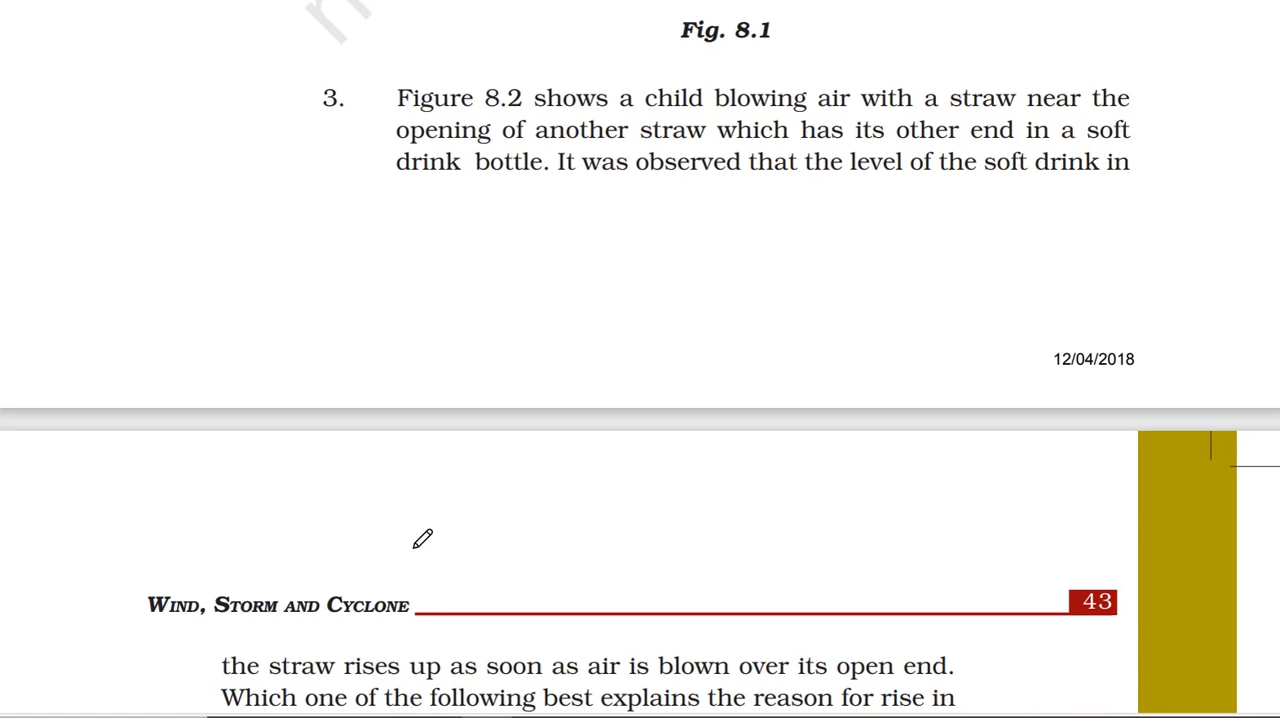 Fig. 8.1
3. Figure 8.2 shows a child blowing air with a straw near the
opening of another straw which has its other end in a soft
drink bottle. It was observed that the level of the soft drink in
12/04/2018
WIND, STORM AND CYCLONE 43
the straw rises up as soon as air is blown over its open end.
Which one of the following best explains the reason for rise in